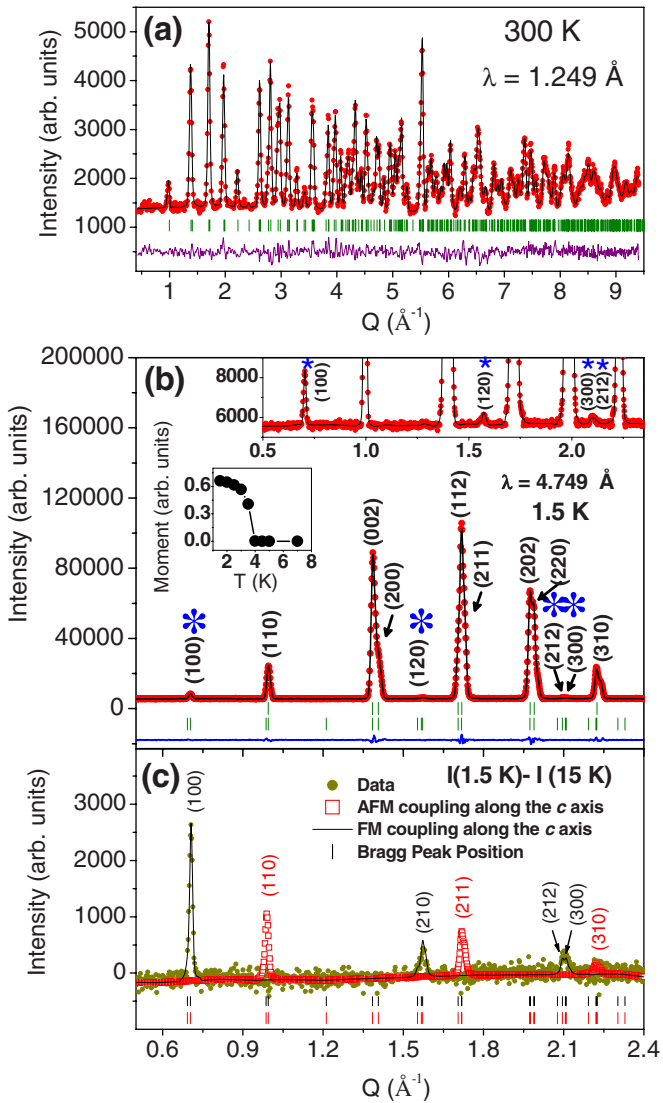 (a)
300 K
λ = 1.249 Å
Intensity (arb. units)
5000
4000
3000
2000
1000
1 2 3 4 5 6 7 8 9
Q (Å⁻¹)
(b)
200000
160000
120000
80000
40000
0
Intensity (arb. units)
8000
6000
* (100)
* (120)
* * (300) (212)
0.5 1.0 1.5 2.0
Moment (arb. units)
0.6
0.3
0.0
0 2 4 6 8
T (K)
λ = 4.749 Å
1.5 K
(100)
(110)
(002)
(200)
(120)
(112)
(211)
(202)
(220)
(212)
(300)
(310)
(c)
I(1.5 K)- I (15 K)
Data
AFM coupling along the c axis
FM coupling along the c axis
Bragg Peak Position
Intensity (arb. units)
3000
2000
1000
0
(100)
(110)
(210)
(211)
(212)
(300)
(310)
0.6 0.9 1.2 1.5 1.8 2.1 2.4
Q (Å⁻¹)